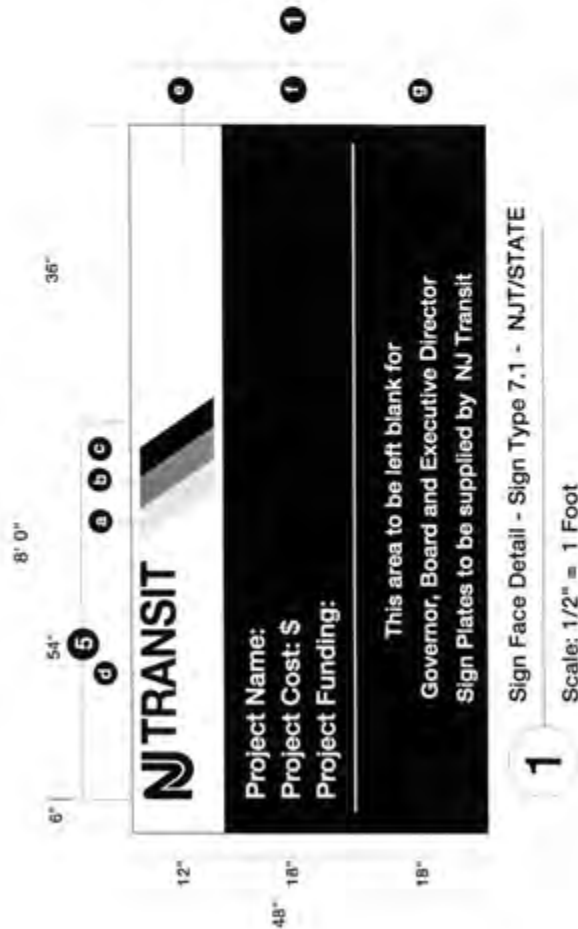 8' 0"
6"
54"
36"
5
d
a
b
c
NJ TRANSIT
e
Project Name:
Project Cost: $
Project Funding:
f
1
This area to be left blank for
Governor, Board and Executive Director
Sign Plates to be supplied by NJ Transit
g
12"
18"
48"
18"
1
Sign Face Detail - Sign Type 7.1 - NJT/STATE
Scale: 1/2" = 1 Foot